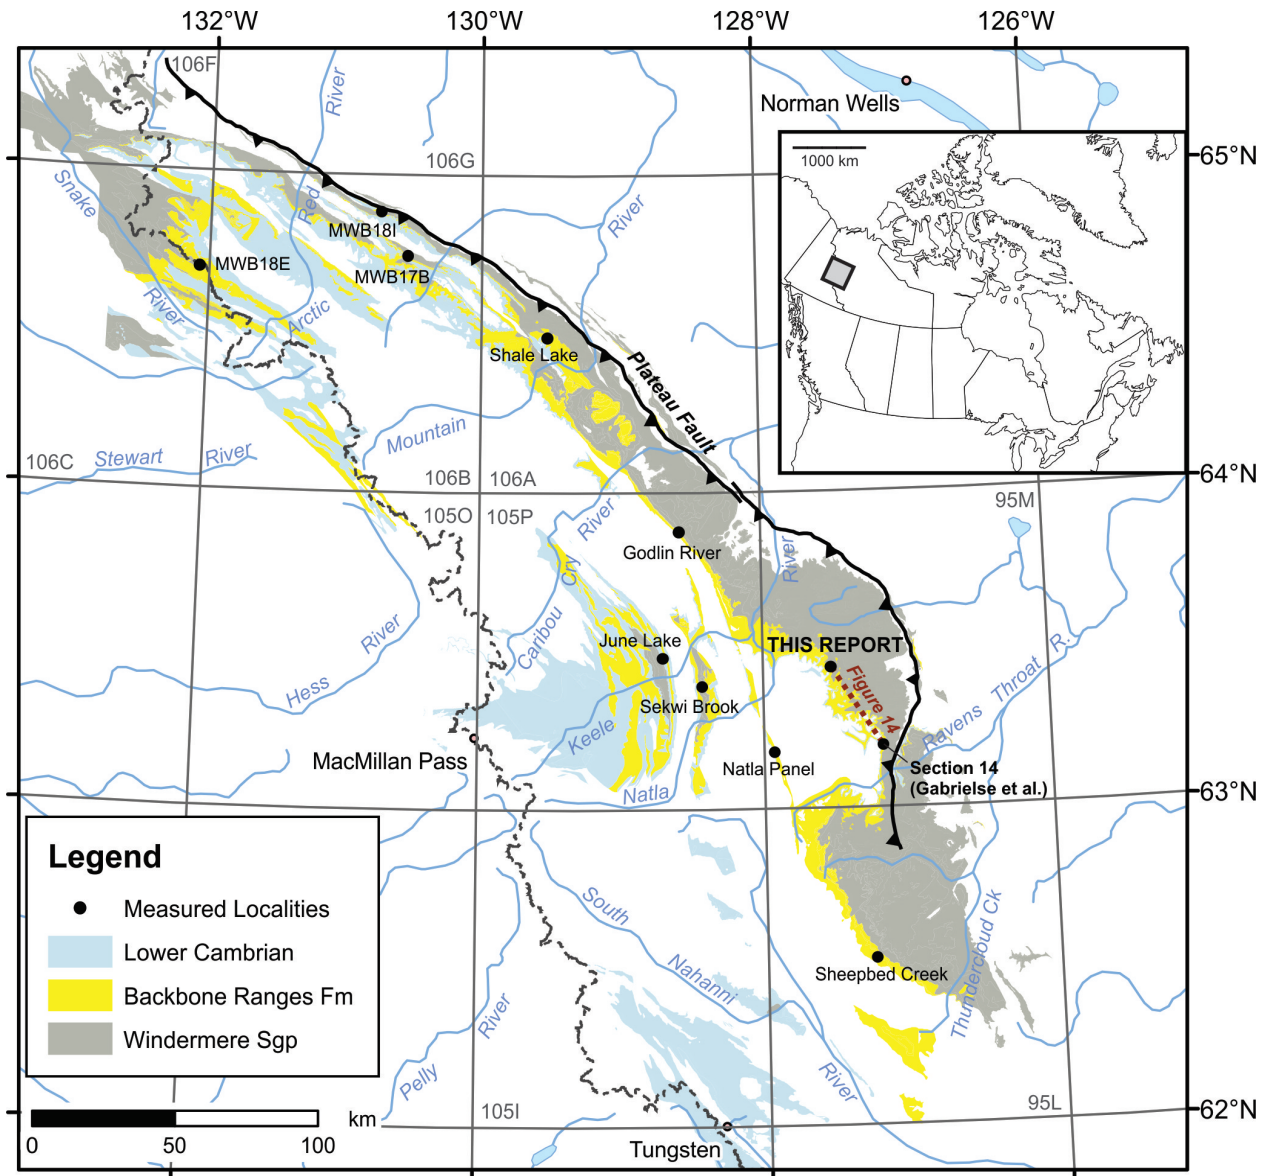 132°W
130°W
128°W
126°W
106F
River
Norman Wells
1000 km
65°N
106G
Snake
Red
River
MWB18I
MWB18E
MWB17B
River
Arctic
Shale Lake
Plateau Fault
Mountain
106C
Stewart
River
106B
106A
64°N
105O
105P
95M
River
Godlin River
River
Cry
Caribou
River
June Lake
THIS REPORT
Figure 14
Ravens Throat R.
Hess
Sekwi Brook
Keele
MacMillan Pass
Natla Panel
Section 14
(Gabrielse et al.)
Natla
63°N
Legend
Measured Localities
Lower Cambrian
Backbone Ranges Fm
Windermere Sgp
South
Nahanni
River
Sheepbed Creek
Thundercloud Ck
River
Pelly
105I
95L
62°N
Tungsten
km
0
50
100